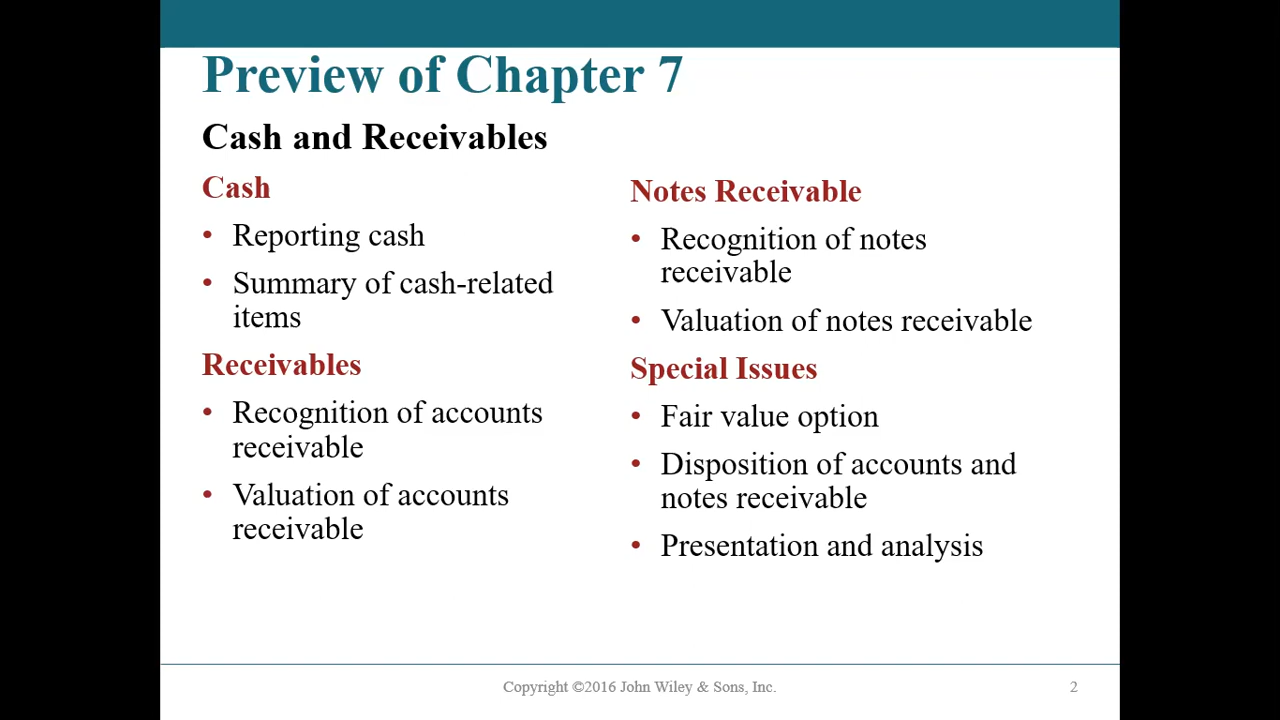 Preview of Chapter 7
Cash and Receivables
Cash
• Reporting cash
• Summary of cash-related
items
Receivables
• Recognition of accounts
receivable
• Valuation of accounts
receivable
Notes Receivable
• Recognition of notes
receivable
• Valuation of notes receivable
Special Issues
• Fair value option
• Disposition of accounts and
notes receivable
• Presentation and analysis
Copyright ©2016 John Wiley & Sons, Inc.
2